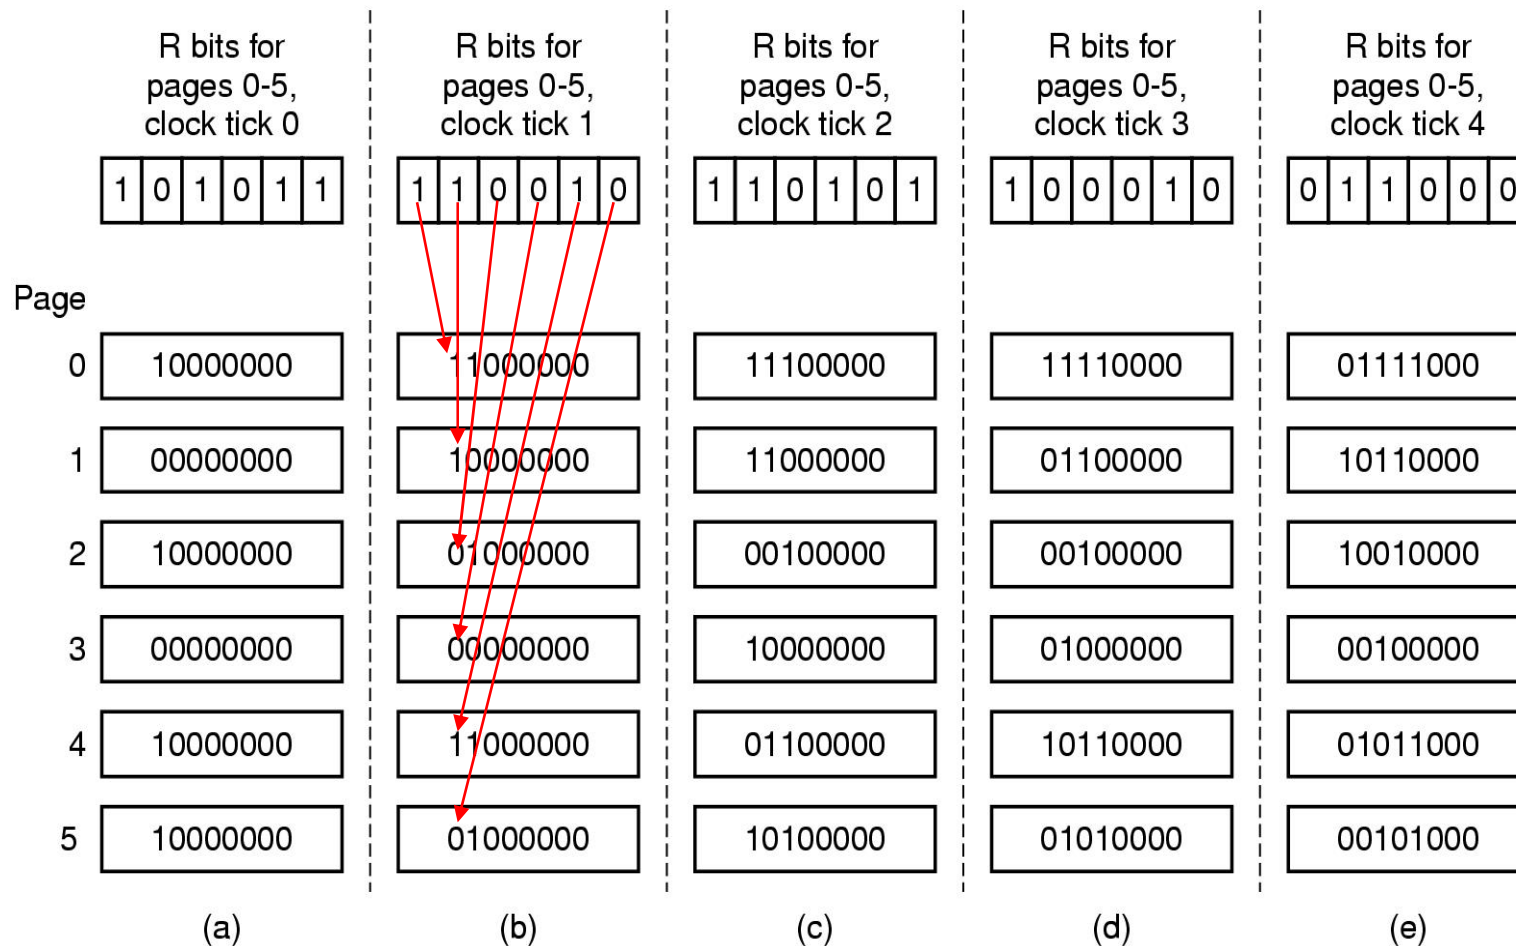 R bits for
pages 0-5,
clock tick 0
R bits for
pages 0-5,
clock tick 1
R bits for
pages 0-5,
clock tick 2
R bits for
pages 0-5,
clock tick 3
R bits for
pages 0-5,
clock tick 4
1 0 1 0 1 1
1 1 0 0 1 0
1 1 0 1 0 1
1 0 0 0 1 0
0 1 1 0 0 0
Page
0 10000000 11000000 11100000 11110000 01111000
1 00000000 10000000 11000000 01100000 10110000
2 10000000 01000000 00100000 00100000 10010000
3 00000000 00000000 10000000 01000000 00100000
4 10000000 11000000 01100000 10110000 01011000
5 10000000 01000000 10100000 01010000 00101000
(a) (b) (c) (d) (e)